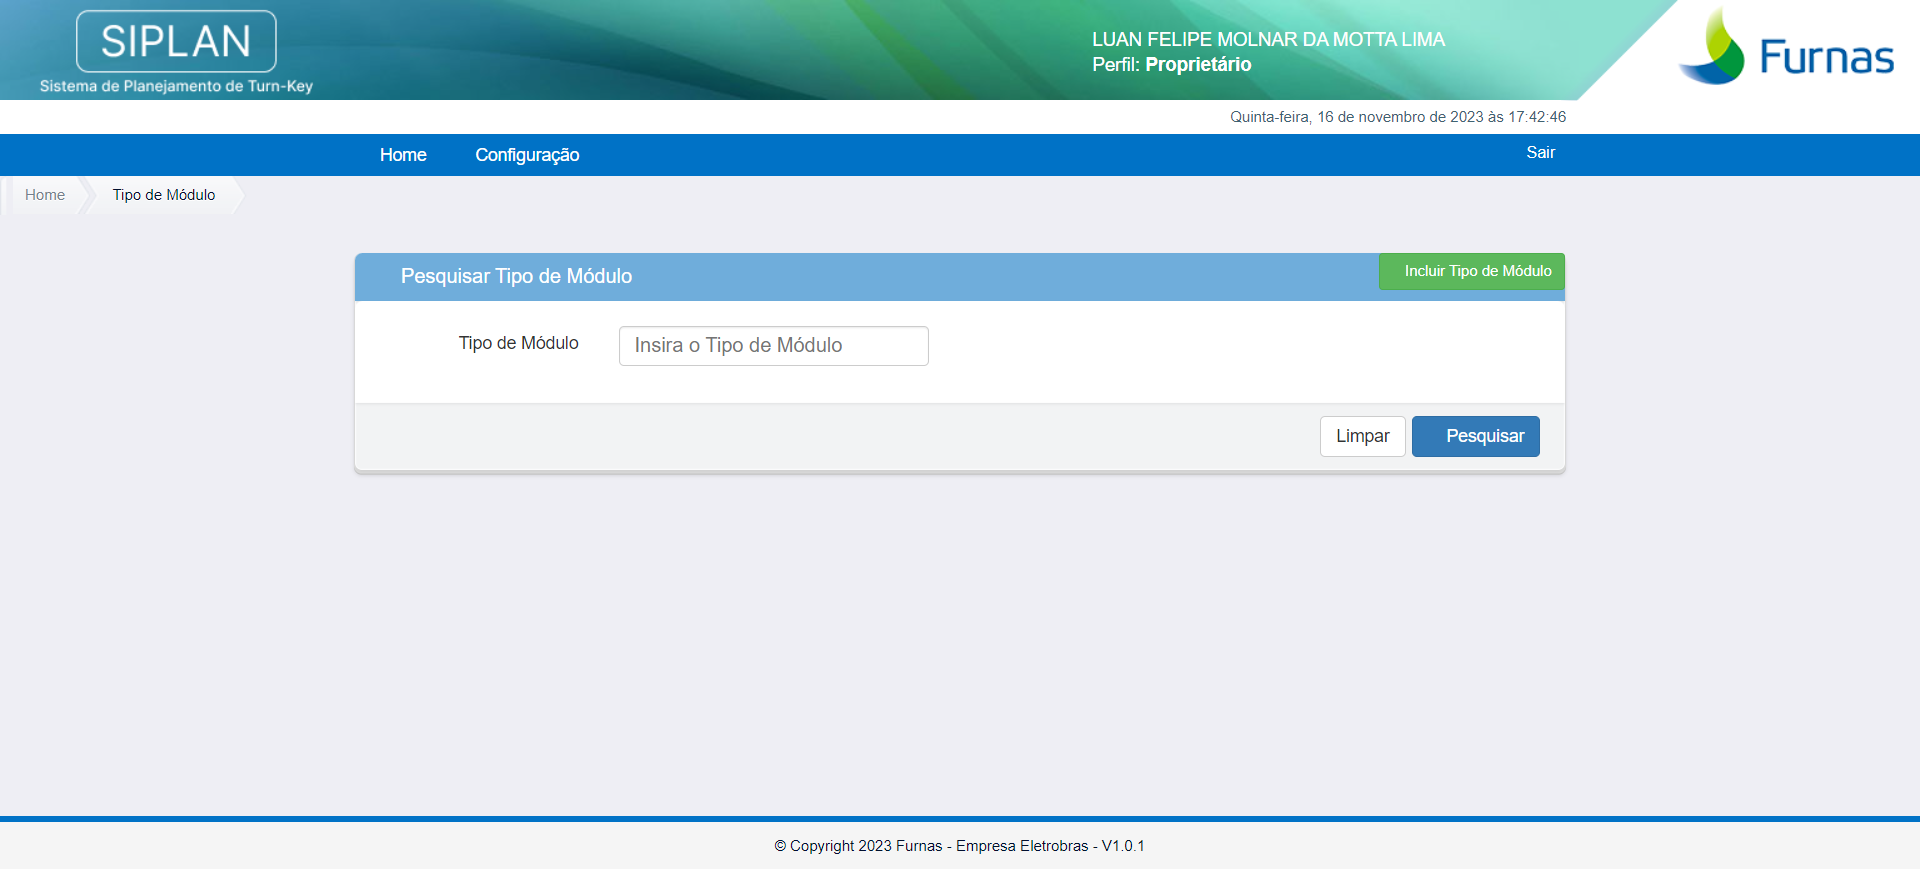 SIPLAN
Sistema de Planejamento de Turn-Key
LUAN FELIPE MOLNAR DA MOTTA LIMA
Perfil: Proprietário
Furnas
Quinta-feira, 16 de novembro de 2023 às 17:42:46
Home Configuração Sair
Home Tipo de Módulo
Pesquisar Tipo de Módulo Incluir Tipo de Módulo
Tipo de Módulo Insira o Tipo de Módulo
Limpar Pesquisar
© Copyright 2023 Furnas - Empresa Eletrobras - V1.0.1